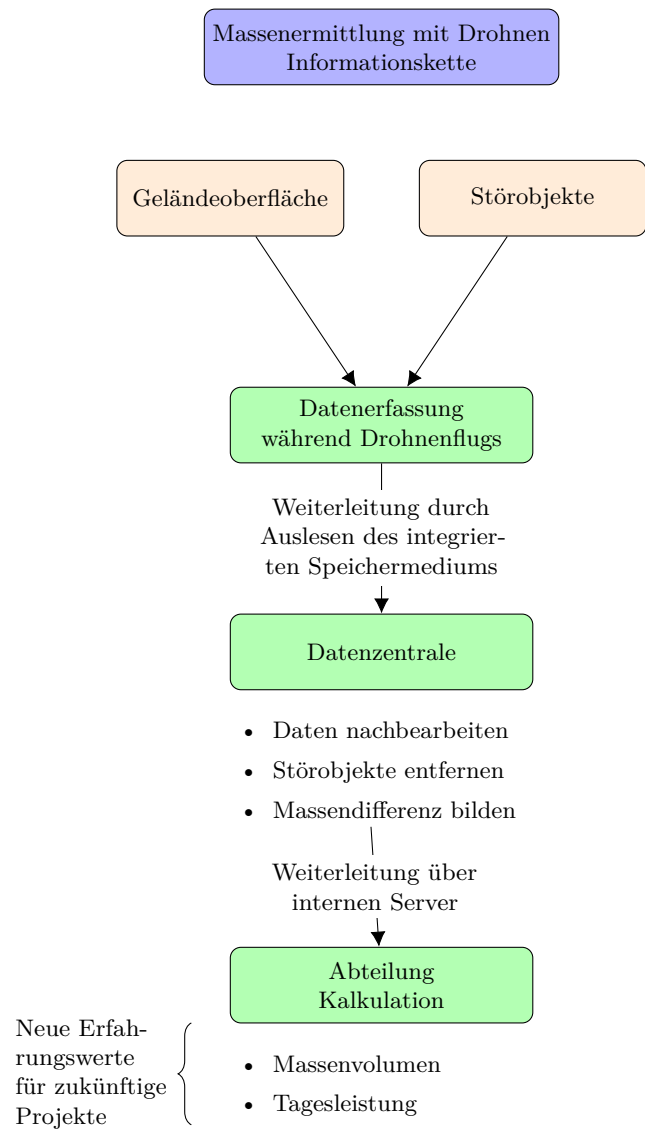 Massenermittlung mit Drohnen
Informationskette
Geländeoberfläche
Störobjekte
Datenerfassung
während Drohnenflugs
Weiterleitung durch
Auslesen des integrier-
ten Speichermediums
Datenzentrale
• Daten nachbearbeiten
• Störobjekte entfernen
• Massendifferenz bilden
Weiterleitung über
internen Server
Abteilung
Kalkulation
Neue Erfah-
rungswerte
für zukünftige
Projekte
• Massenvolumen
• Tagesleistung